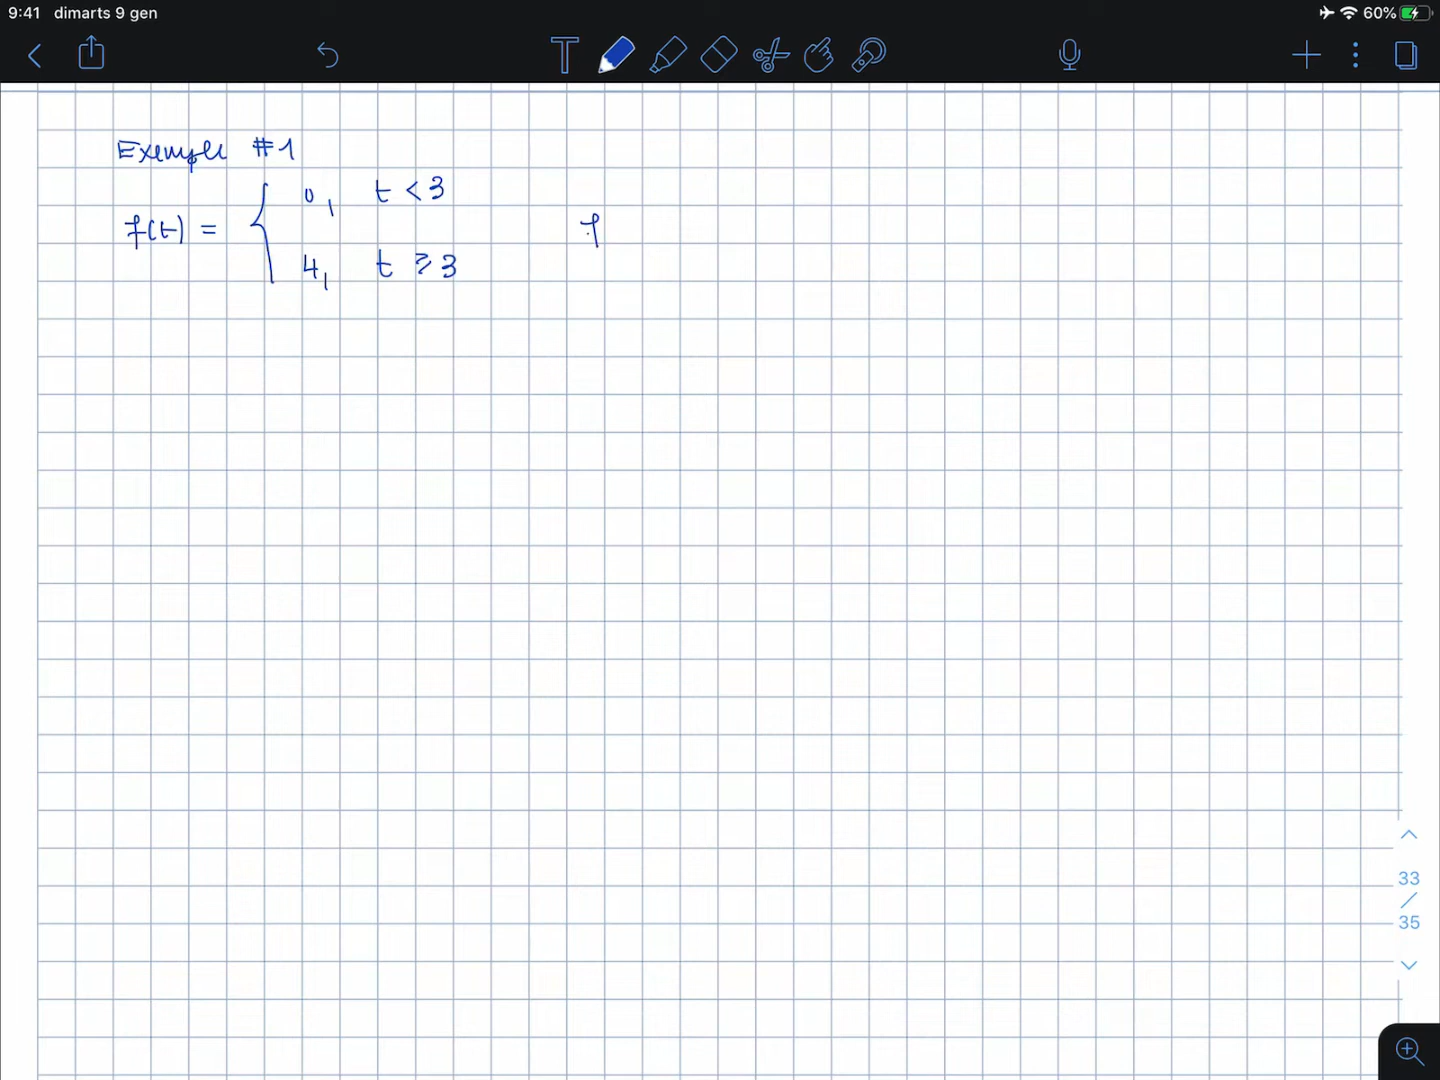 9:41 dimarts 9 gen 60%
T
Exemple #1
0, t < 3
f(t) = { f
4, t ≥ 3
33
/
35